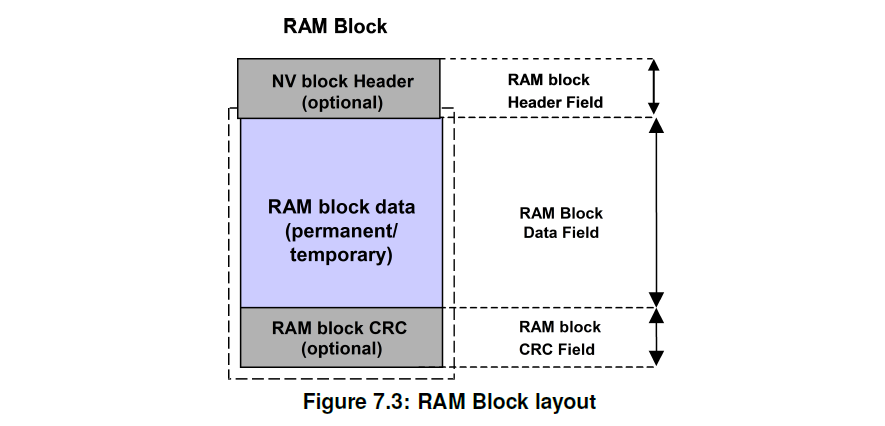 RAM Block
NV block Header
(optional)
RAM block
Header Field
RAM block data
(permanent/
temporary)
RAM Block
Data Field
RAM block CRC
(optional)
RAM block
CRC Field
Figure 7.3: RAM Block layout